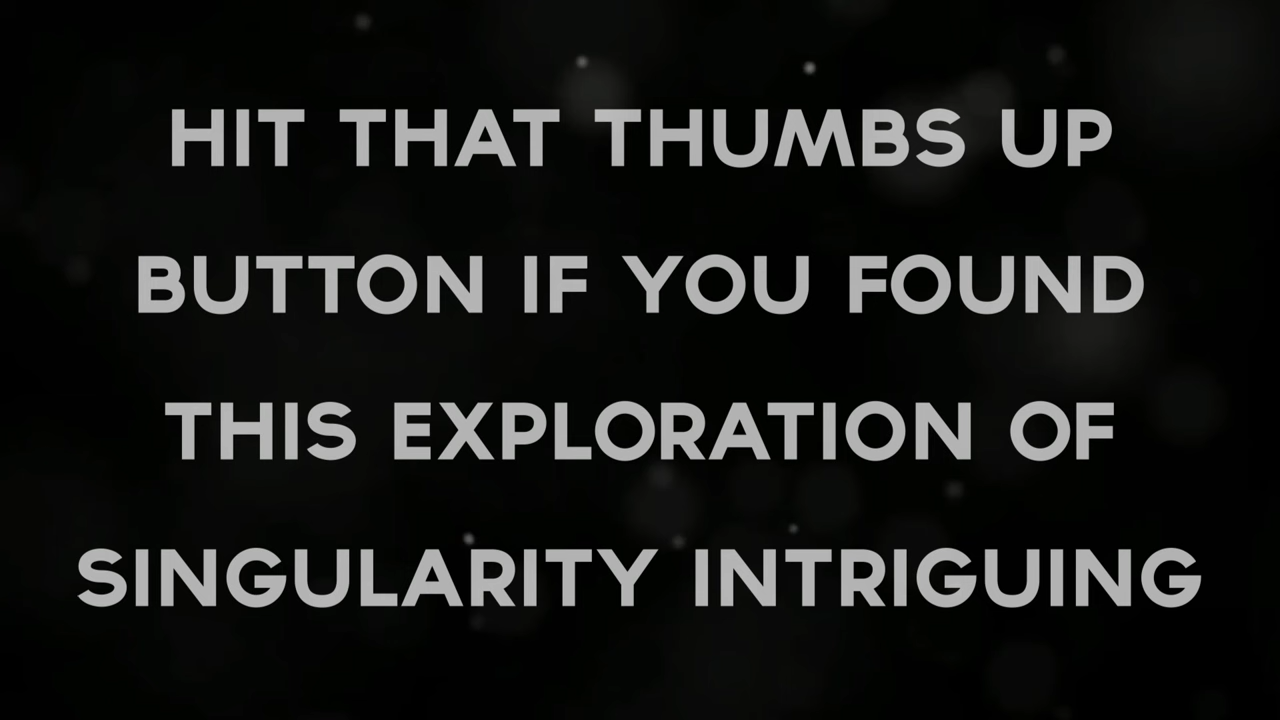 HIT THAT THUMBS UP
BUTTON IF YOU FOUND
THIS EXPLORATION OF
SINGULARITY INTRIGUING